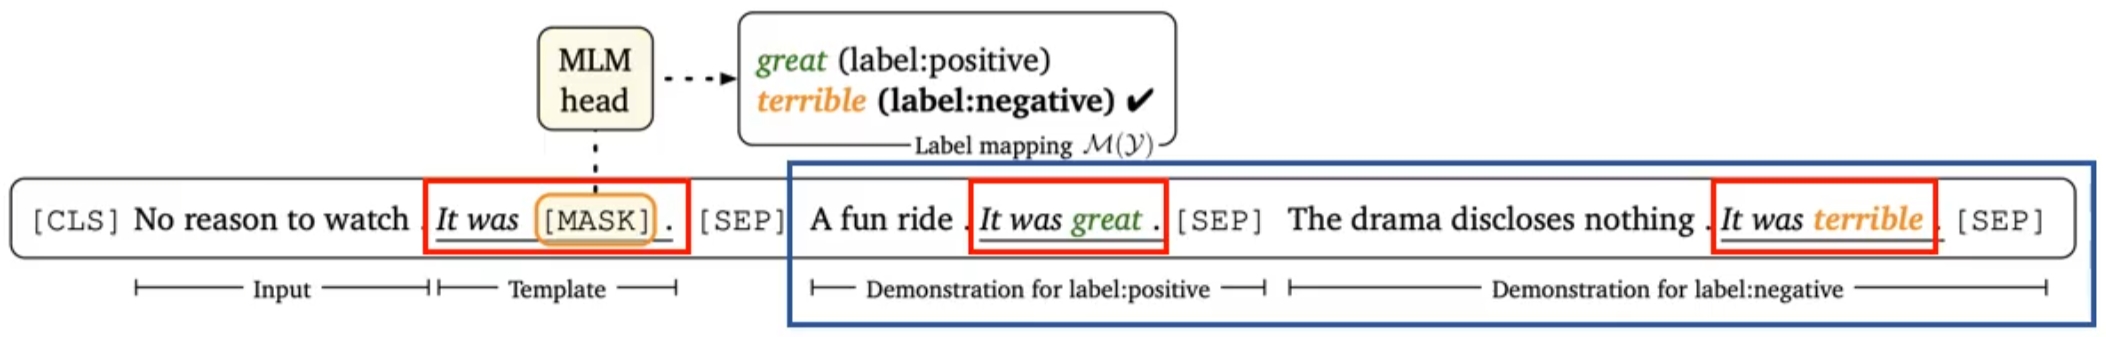 MLM
head
great (label:positive)
terrible (label:negative) ✔
Label mapping M(Y)
[CLS] No reason to watch . It was [MASK] . [SEP] A fun ride . It was great . [SEP] The drama discloses nothing . It was terrible . [SEP]
Input Template Demonstration for label:positive Demonstration for label:negative